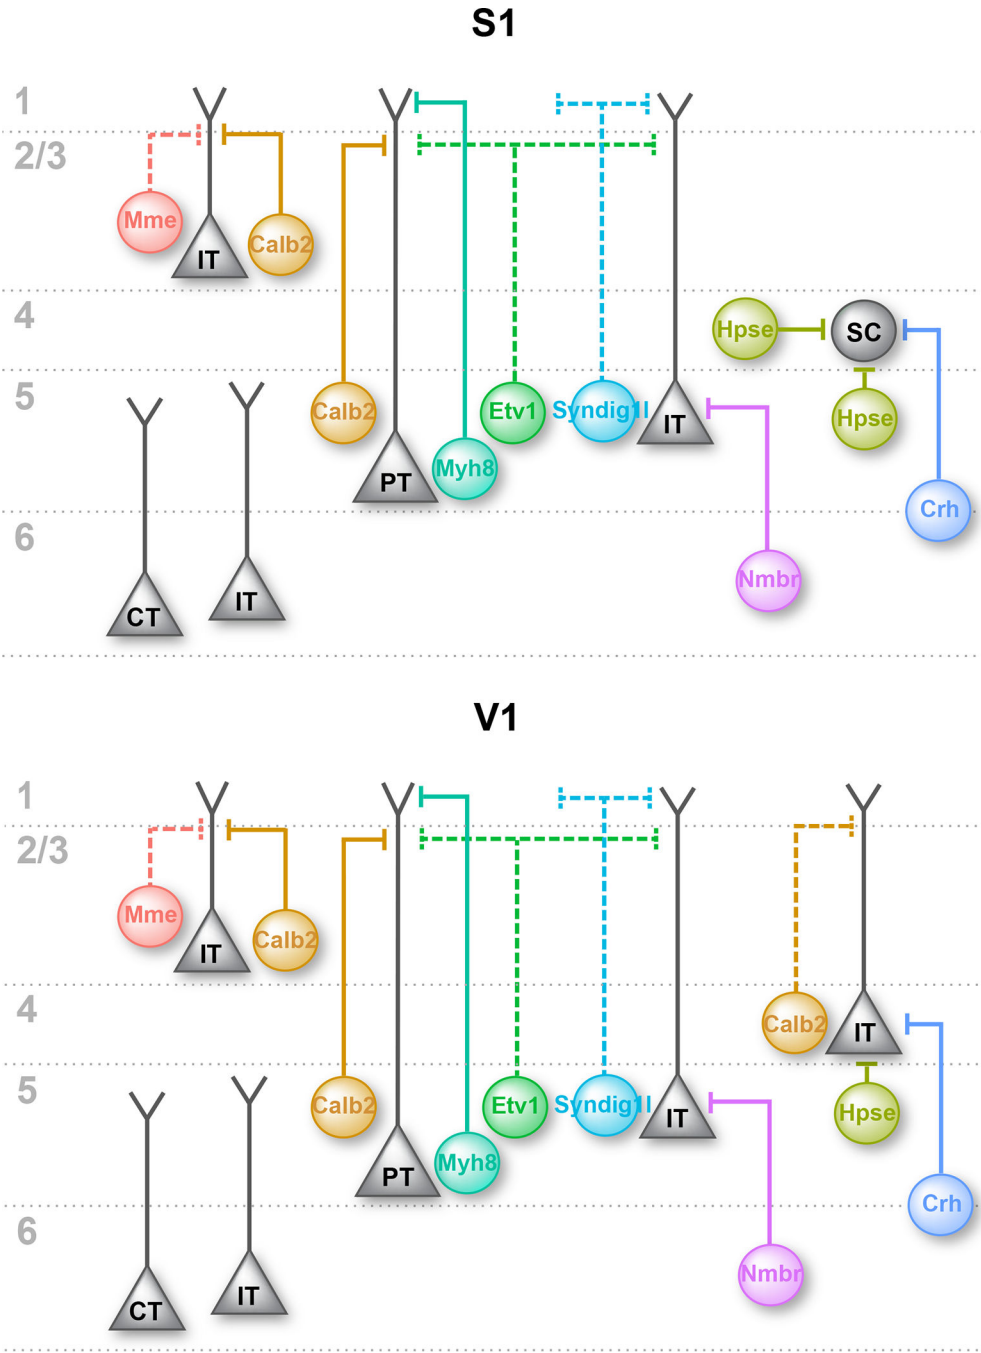 S1
1
2/3
Mme
IT
Calb2
4
Hpse
SC
5
Calb2
Etv1
Syndig1l
IT
Hpse
PT
Myh8
Crh
6
Nmbr
CT
IT
V1
1
2/3
Mme
IT
Calb2
4
Calb2
IT
5
Calb2
Etv1
Syndig1l
IT
Hpse
PT
Myh8
Crh
6
Nmbr
CT
IT